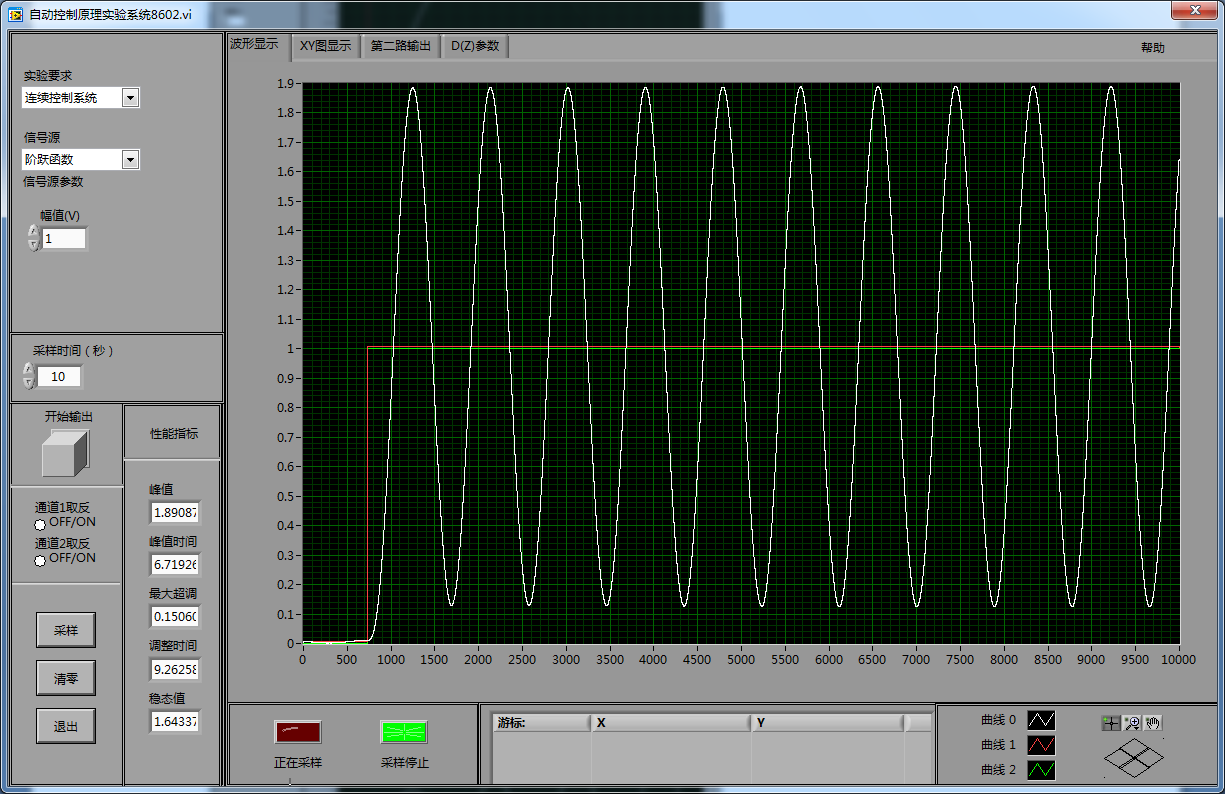 自动控制原理实验系统8602.vi
波形显示
XY图显示
第二路输出
D(Z)参数
帮助
实验要求
连续控制系统
信号源
阶跃函数
信号源参数
幅值(V)
1
采样时间（秒）
10
开始输出
性能指标
通道1取反
OFF/ON
通道2取反
OFF/ON
采样
清零
退出
峰值
1.89087
峰值时间
6.71926
最大超调
0.15060
调整时间
9.26258
稳态值
1.64337
1.9
1.8
1.7
1.6
1.5
1.4
1.3
1.2
1.1
1
0.9
0.8
0.7
0.6
0.5
0.4
0.3
0.2
0.1
0
0 500 1000 1500 2000 2500 3000 3500 4000 4500 5000 5500 6000 6500 7000 7500 8000 8500 9000 9500 10000
正在采样
采样停止
游标:
X
Y
曲线 0
曲线 1
曲线 2